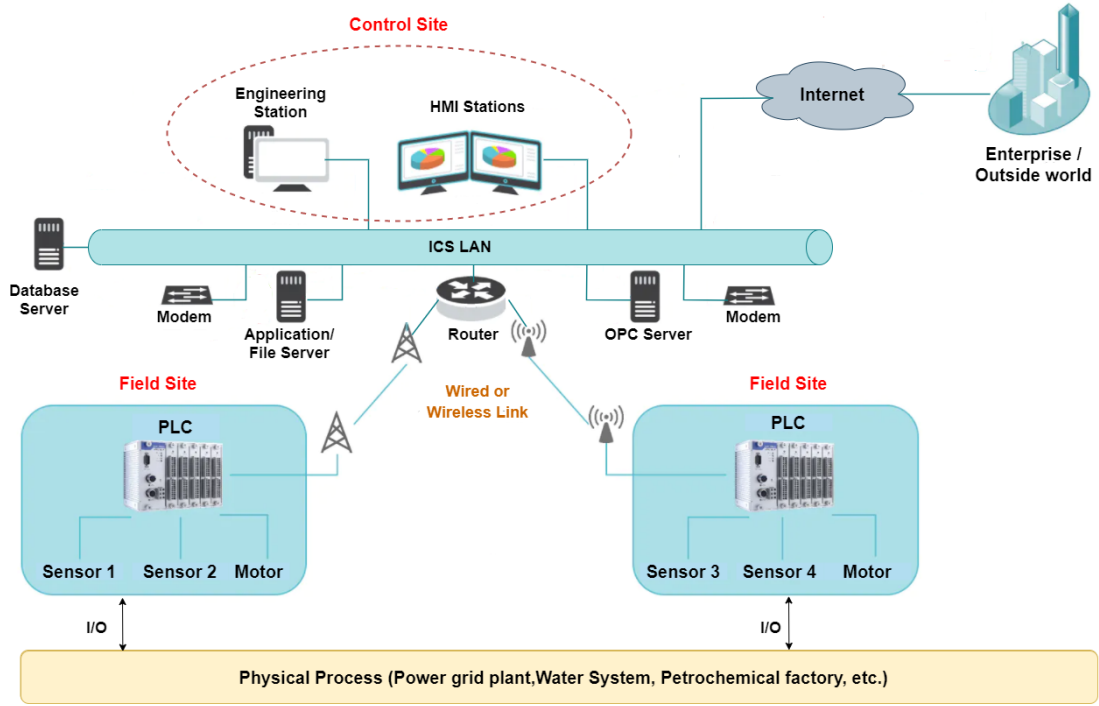 Control Site
Engineering
Station
HMI Stations
Internet
Enterprise /
Outside world
ICS LAN
Database
Server
Modem
Application/
File Server
Router
OPC Server
Modem
Wired or
Wireless Link
Field Site
PLC
Sensor 1
Sensor 2
Motor
Field Site
PLC
Sensor 3
Sensor 4
Motor
I/O
I/O
Physical Process (Power grid plant,Water System, Petrochemical factory, etc.)